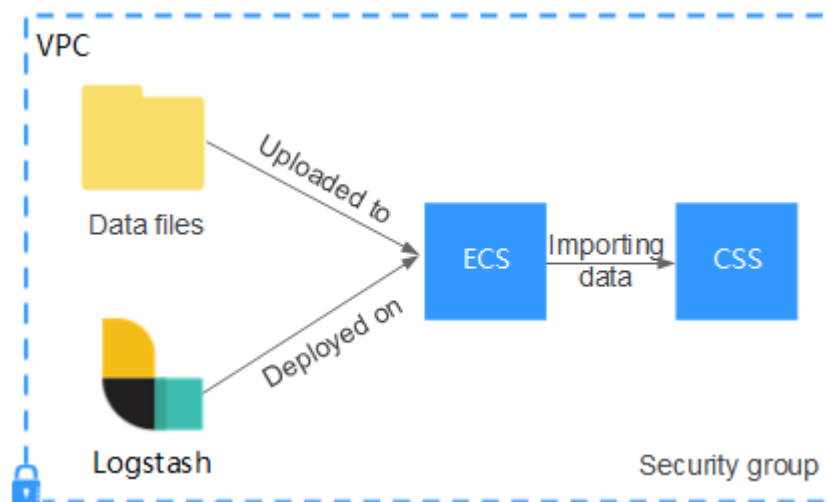 VPC
Uploaded to
Data files
ECS
Importing
data
CSS
Deployed on
Logstash
Security group